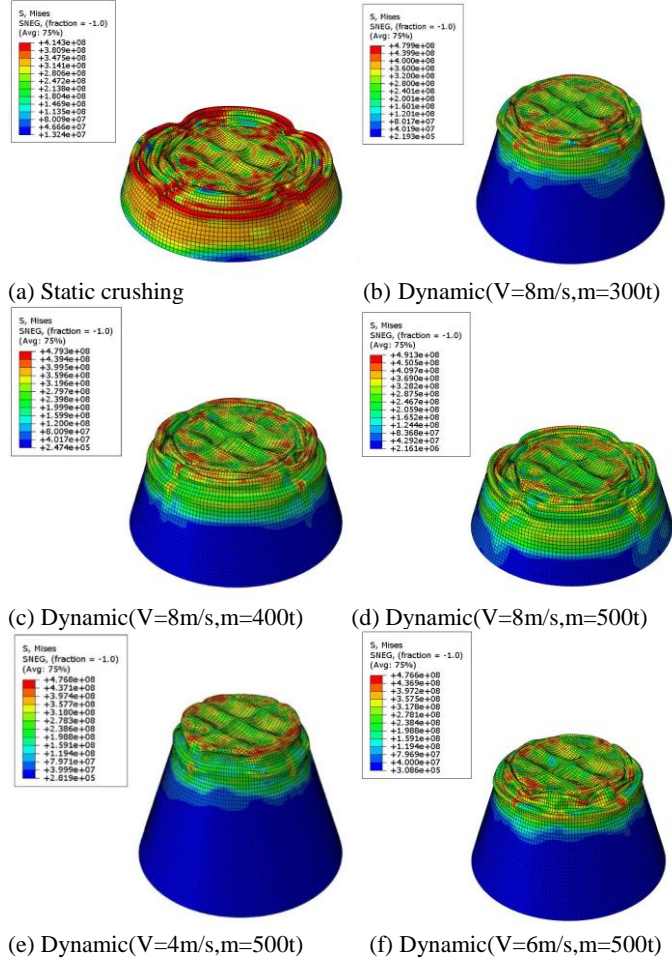 S, Mises
SNEG, (fraction = -1.0)
(Avg: 75%)
+4.143e+08
+3.809e+08
+3.475e+08
+3.141e+08
+2.806e+08
+2.472e+08
+2.138e+08
+1.804e+08
+1.469e+08
+1.135e+08
+8.009e+07
+4.666e+07
+1.324e+07
S, Mises
SNEG, (fraction = -1.0)
(Avg: 75%)
+4.799e+08
+4.399e+08
+4.000e+08
+3.600e+08
+3.200e+08
+2.800e+08
+2.401e+08
+2.001e+08
+1.601e+08
+1.201e+08
+8.017e+07
+4.019e+07
+2.193e+05
(a) Static crushing
(b) Dynamic(V=8m/s,m=300t)
S, Mises
SNEG, (fraction = -1.0)
(Avg: 75%)
+4.793e+08
+4.394e+08
+3.995e+08
+3.596e+08
+3.196e+08
+2.797e+08
+2.398e+08
+1.999e+08
+1.599e+08
+1.200e+08
+8.009e+07
+4.017e+07
+2.474e+05
S, Mises
SNEG, (fraction = -1.0)
(Avg: 75%)
+4.913e+08
+4.505e+08
+4.097e+08
+3.690e+08
+3.282e+08
+2.875e+08
+2.467e+08
+2.059e+08
+1.652e+08
+1.244e+08
+8.368e+07
+4.292e+07
+2.161e+06
(c) Dynamic(V=8m/s,m=400t)
(d) Dynamic(V=8m/s,m=500t)
S, Mises
SNEG, (fraction = -1.0)
(Avg: 75%)
+4.768e+08
+4.371e+08
+3.974e+08
+3.577e+08
+3.180e+08
+2.783e+08
+2.386e+08
+1.988e+08
+1.591e+08
+1.194e+08
+7.971e+07
+3.999e+07
+2.819e+05
S, Mises
SNEG, (fraction = -1.0)
(Avg: 75%)
+4.766e+08
+4.369e+08
+3.972e+08
+3.575e+08
+3.178e+08
+2.781e+08
+2.384e+08
+1.988e+08
+1.591e+08
+1.194e+08
+7.969e+07
+4.000e+07
+3.086e+05
(e) Dynamic(V=4m/s,m=500t)
(f) Dynamic(V=6m/s,m=500t)